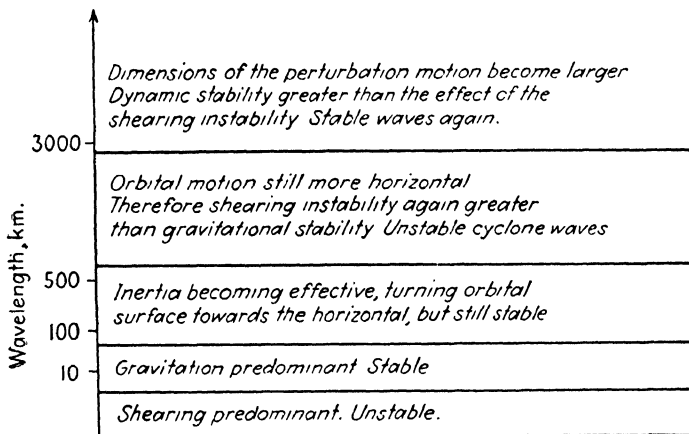 Dimensions of the perturbation motion become larger
Dynamic stability greater than the effect of the
shearing instability Stable waves again.
3000
Orbital motion still more horizontal
Therefore shearing instability again greater
than gravitational stability Unstable cyclone waves
500
Inertia becoming effective, turning orbital
surface towards the horizontal, but still stable
100
Gravitation predominant Stable
10
Shearing predominant. Unstable.
Wavelength, km.